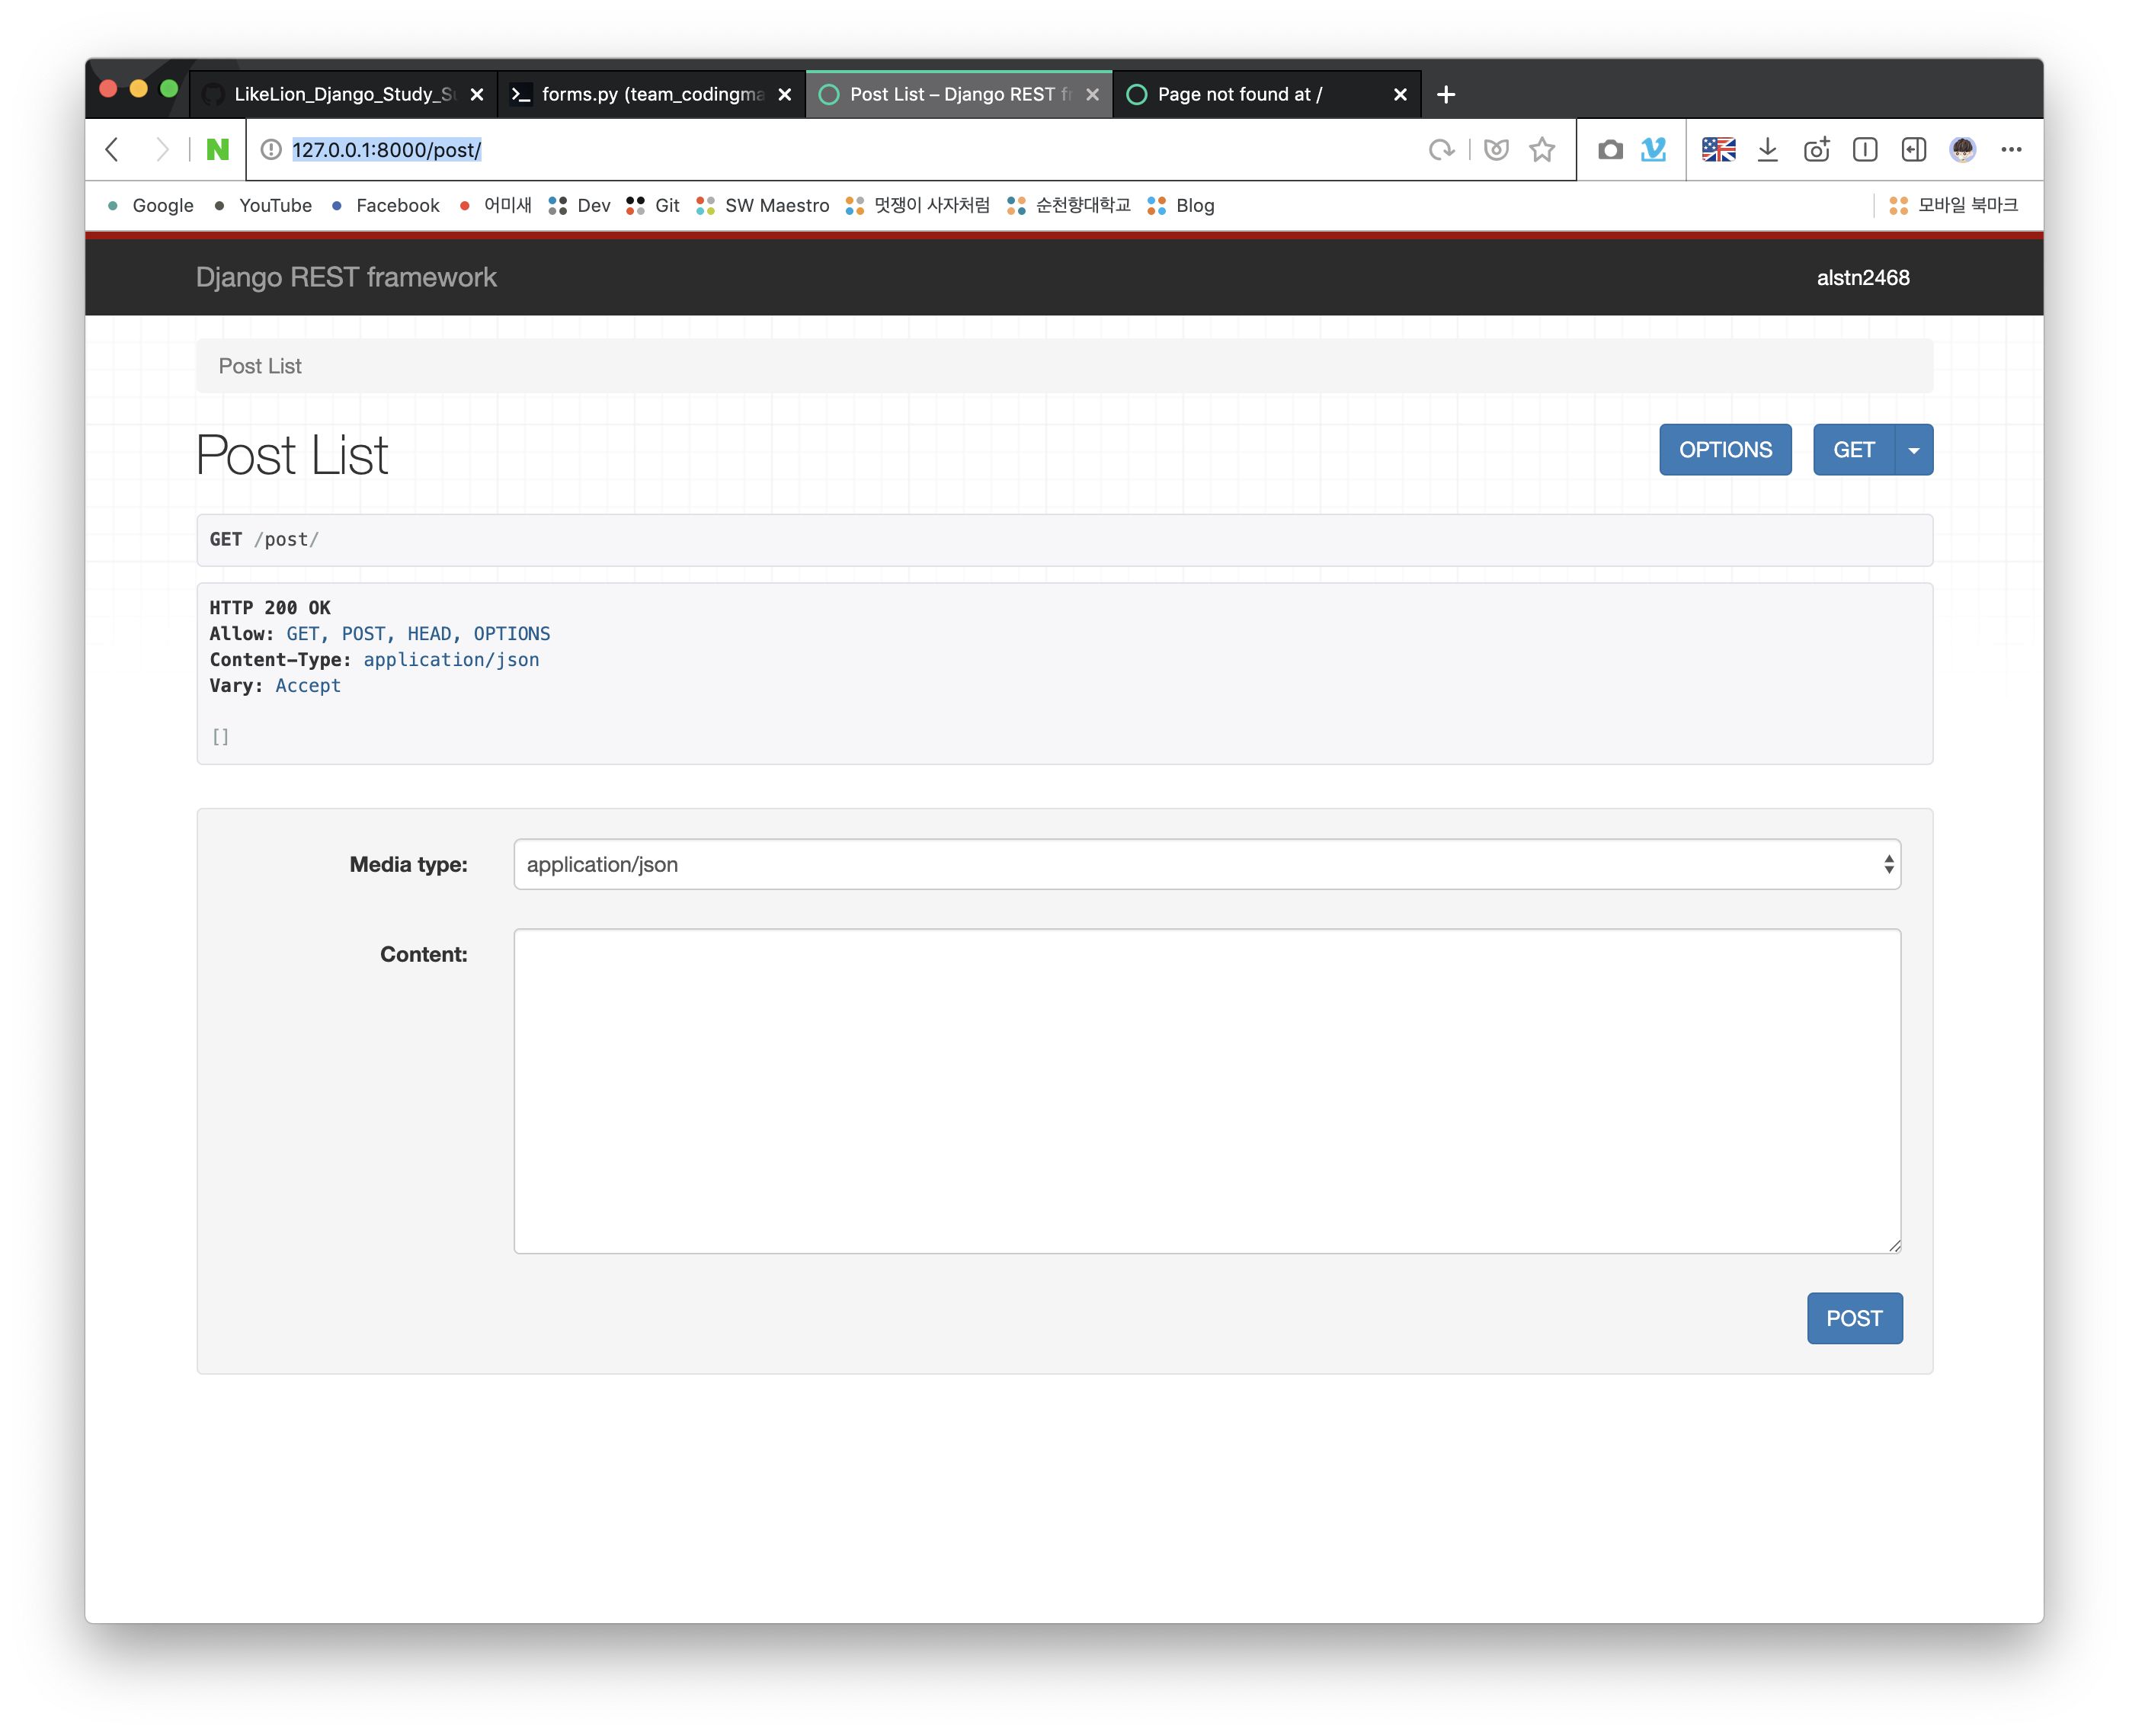 LikeLion_Django_Study_S
forms.py (team_codingma
Post List – Django REST fr
Page not found at /
N
127.0.0.1:8000/post/
Google
YouTube
Facebook
어미새
Dev
Git
SW Maestro
멋쟁이 사자처럼
순천향대학교
Blog
모바일 북마크
Django REST framework
alstn2468
Post List
Post List
OPTIONS
GET
GET /post/
HTTP 200 OK
Allow: GET, POST, HEAD, OPTIONS
Content-Type: application/json
Vary: Accept
[]
Media type:
application/json
Content:
POST